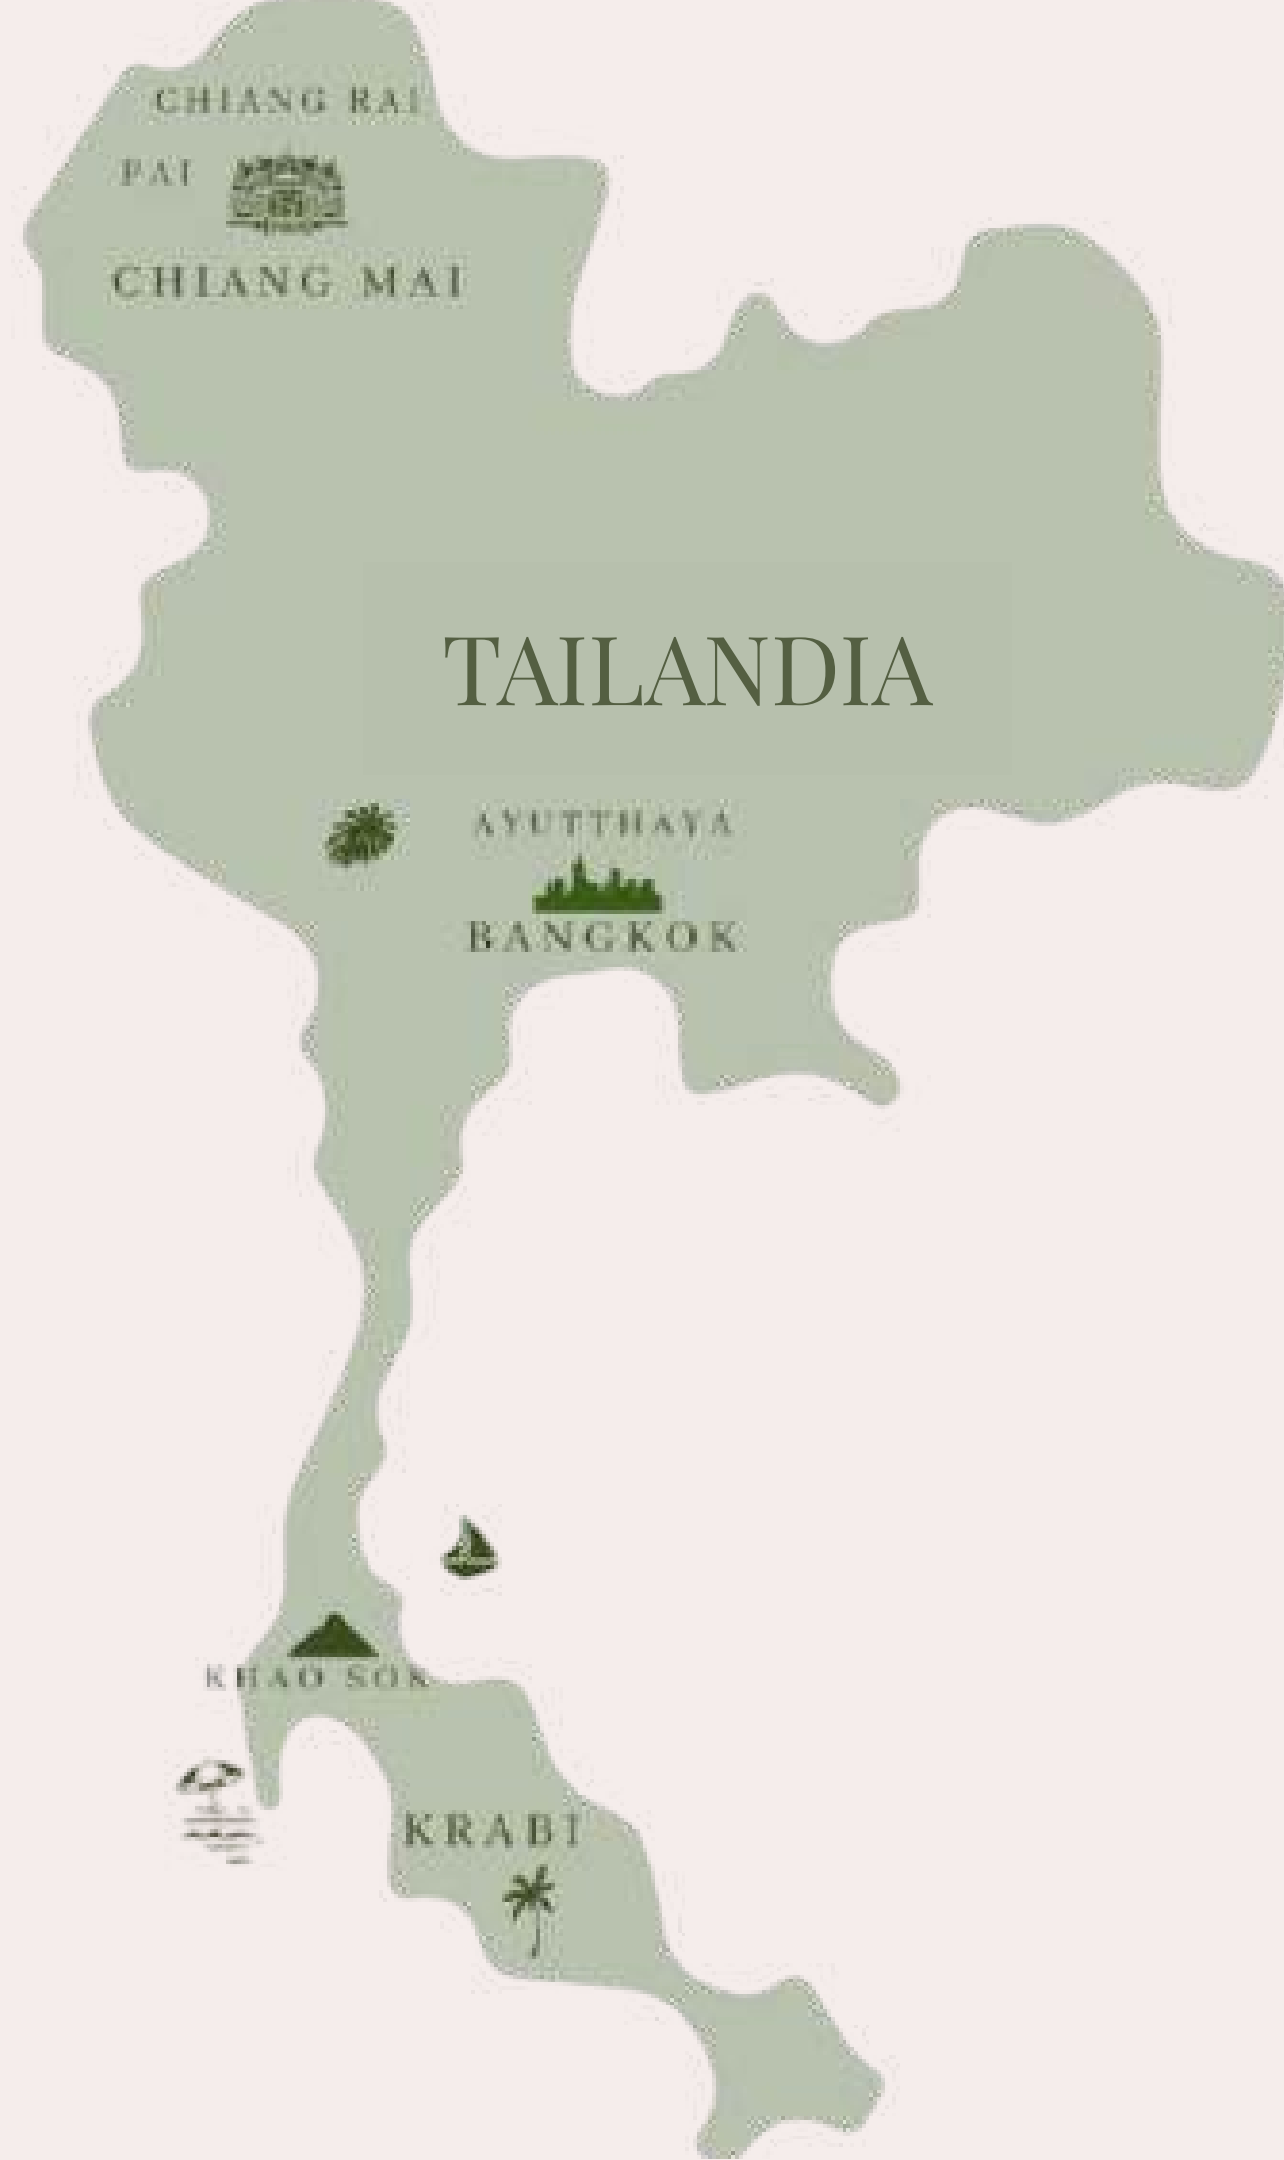 CHIANG RAI
PAI
CHIANG MAI
TAILANDIA
AYUTTHAYA
BANGKOK
KHAO SOK
KRABI